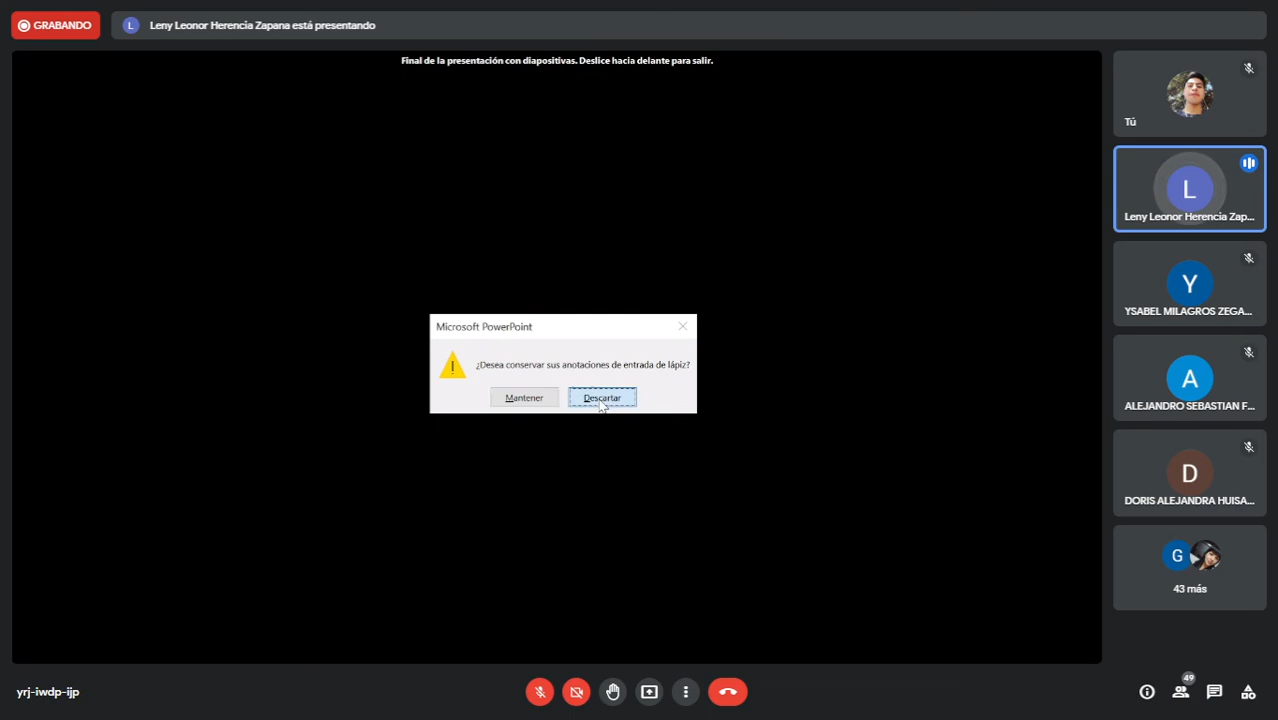 GRABANDO
L
Leny Leonor Herencia Zapana está presentando
Final de la presentación con diapositivas. Deslice hacia delante para salir.
Microsoft PowerPoint
¿Desea conservar sus anotaciones de entrada de lápiz?
Mantener
Descartar
Tú
L
Leny Leonor Herencia Zap...
Y
YSABEL MILAGROS ZEGA...
A
ALEJANDRO SEBASTIAN F...
D
DORIS ALEJANDRA HUISA...
G
43 más
yrj-iwdp-ijp
49